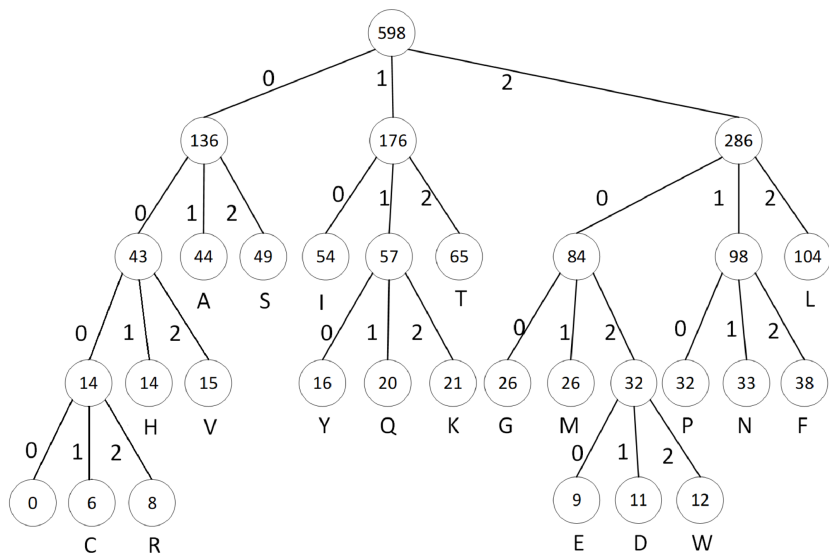 598
0 1 2
136 176 286
0 1 2 0 1 2 0 1 2
43 44 49 54 57 65 84 98 104
A S I T L
0 1 2 0 1 2 0 1 2 0 1 2
14 14 15 16 20 21 26 26 32 32 33 38
H V Y Q K G M P N F
0 1 2 0 1 2
0 6 8 9 11 12
C R E D W